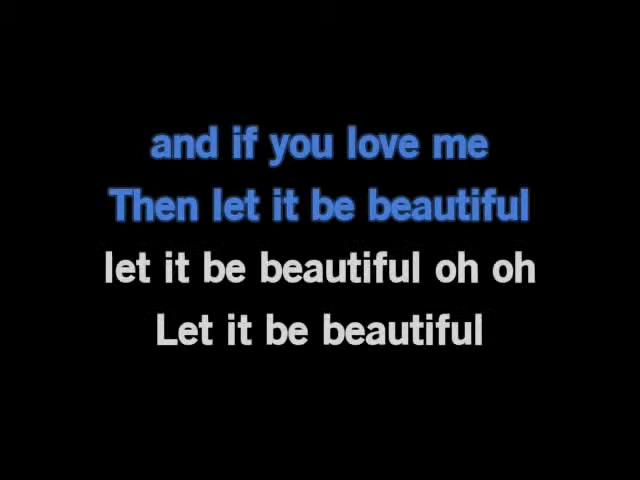 and if you love me
Then let it be beautiful
let it be beautiful oh oh
Let it be beautiful